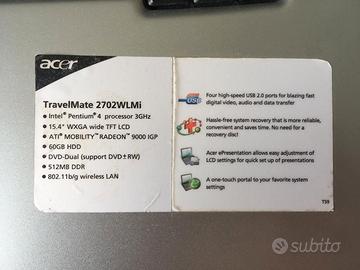 acer
TravelMate 2702WLMi
• Intel® Pentium® 4 processor 3GHz
• 15.4" WXGA wide TFT LCD
• ATI® MOBILITY™ RADEON™ 9000 IGP
• 60GB HDD
• DVD-Dual (support DVD±RW)
• 512MB DDR
• 802.11b/g wireless LAN
USB
Four high-speed USB 2.0 ports for blazing fast
digital video, audio and data transfer
Hassle-free system recovery that is more reliable,
convenient and saves time. No need for a
recovery disc!
Acer ePresentation allows easy adjustment of
LCD settings for quick set up of presentations
A one-touch portal to your favorite system
settings
T59
subito